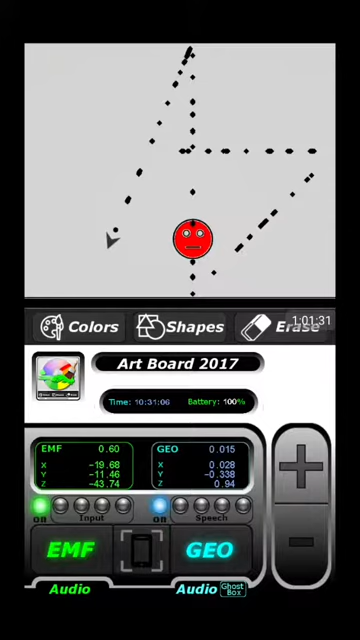 Colors Shapes Erase
1:01:31
Art Board 2017
Time: 10:31:06 Battery: 100%
EMF 0.60 GEO 0.015
X -19.68 X 0.028
Y -11.46 Y -0.338
Z -43.74 Z 0.94
on Input on Speech
EMF GEO
Audio Audio Ghost Box